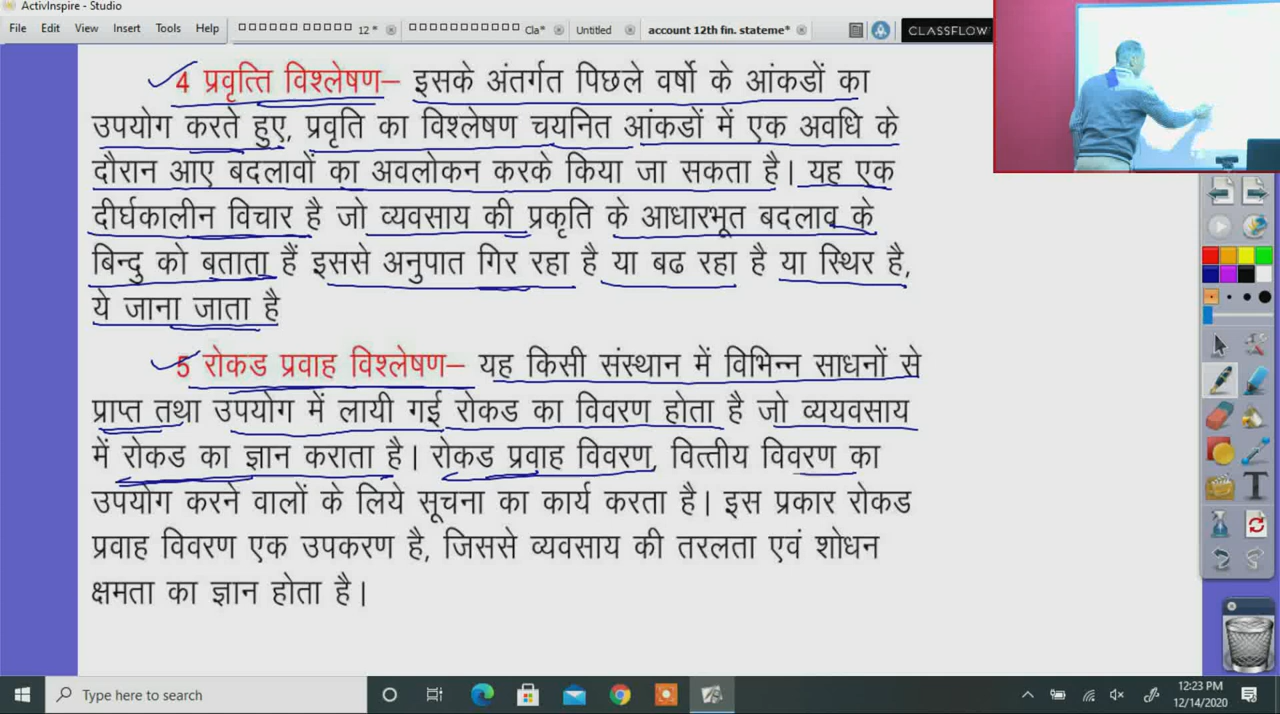 ActivInspire - Studio
File Edit View Insert Tools Help
12 * Cla* Untitled account 12th fin. stateme* CLASSFLOW
4 प्रवृत्ति विश्लेषण– इसके अंतर्गत पिछले वर्षो के आंकडों का
उपयोग करते हुए, प्रवृति का विश्लेषण चयनित आंकडों में एक अवधि के
दौरान आए बदलावों का अवलोकन करके किया जा सकता है। यह एक
दीर्घकालीन विचार है जो व्यवसाय की प्रकृति के आधारभूत बदलाव के
बिन्दु को बताता हैं इससे अनुपात गिर रहा है या बढ रहा है या स्थिर है,
ये जाना जाता है
5 रोकड प्रवाह विश्लेषण– यह किसी संस्थान में विभिन्न साधनों से
प्राप्त तथा उपयोग में लायी गई रोकड का विवरण होता है जो व्ययवसाय
में रोकड का ज्ञान कराता है। रोकड प्रवाह विवरण, वित्तीय विवरण का
उपयोग करने वालों के लिये सूचना का कार्य करता है। इस प्रकार रोकड
प्रवाह विवरण एक उपकरण है, जिससे व्यवसाय की तरलता एवं शोधन
क्षमता का ज्ञान होता है।
Type here to search
12:23 PM
12/14/2020